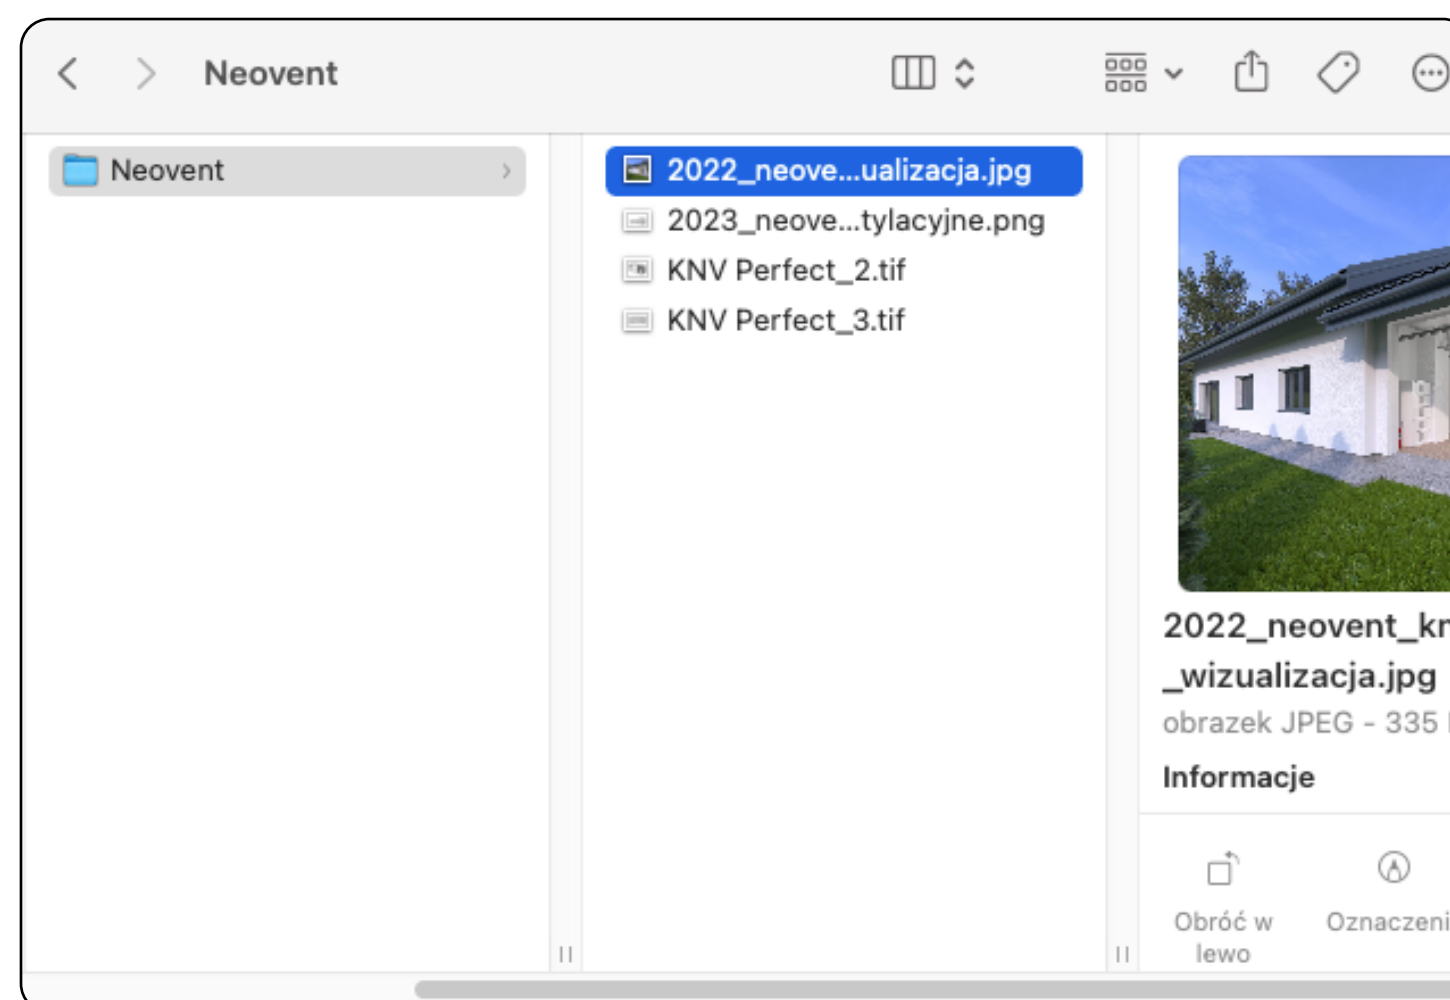 Neovent
Neovent
2022_neove...ualizacja.jpg
2023_neove...tylacyjne.png
KNV Perfect_2.tif
KNV Perfect_3.tif
2022_neovent_kn
_wizualizacja.jpg
obrazek JPEG - 335
Informacje
Obróć w
lewo
Oznaczeni